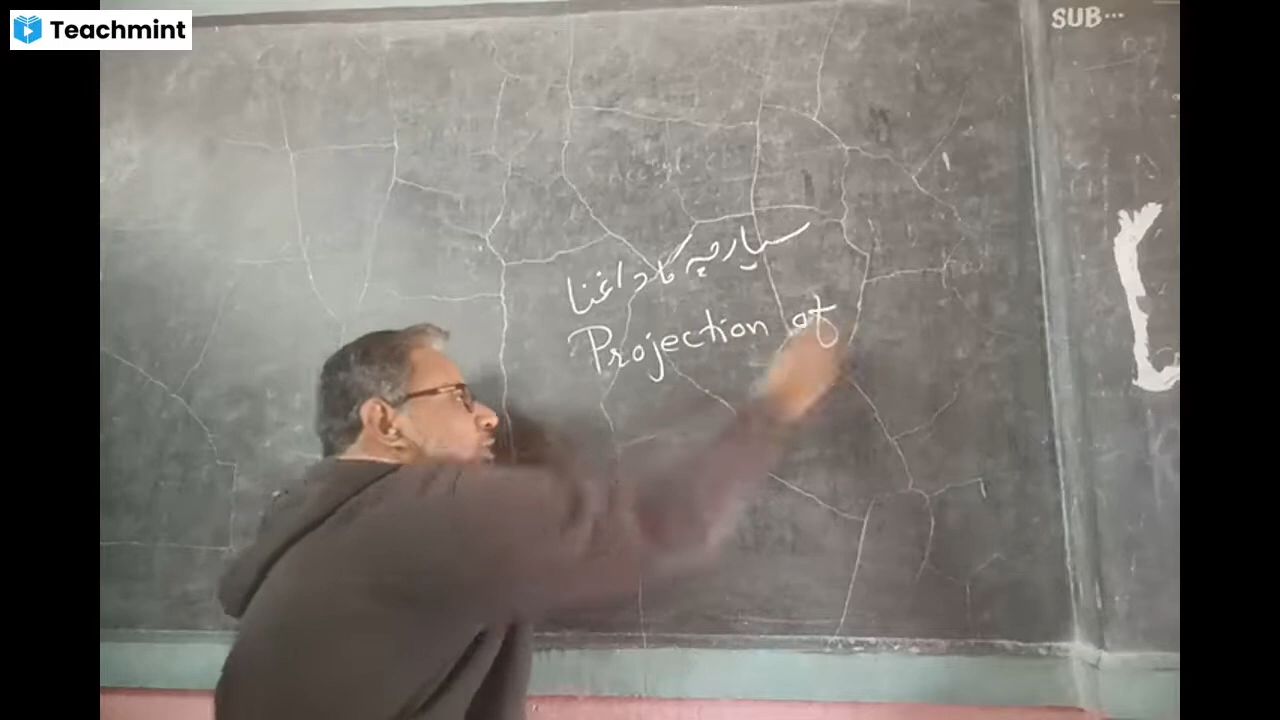 Teachmint
SUB...
سیارچہ کا داغنا
Projection of